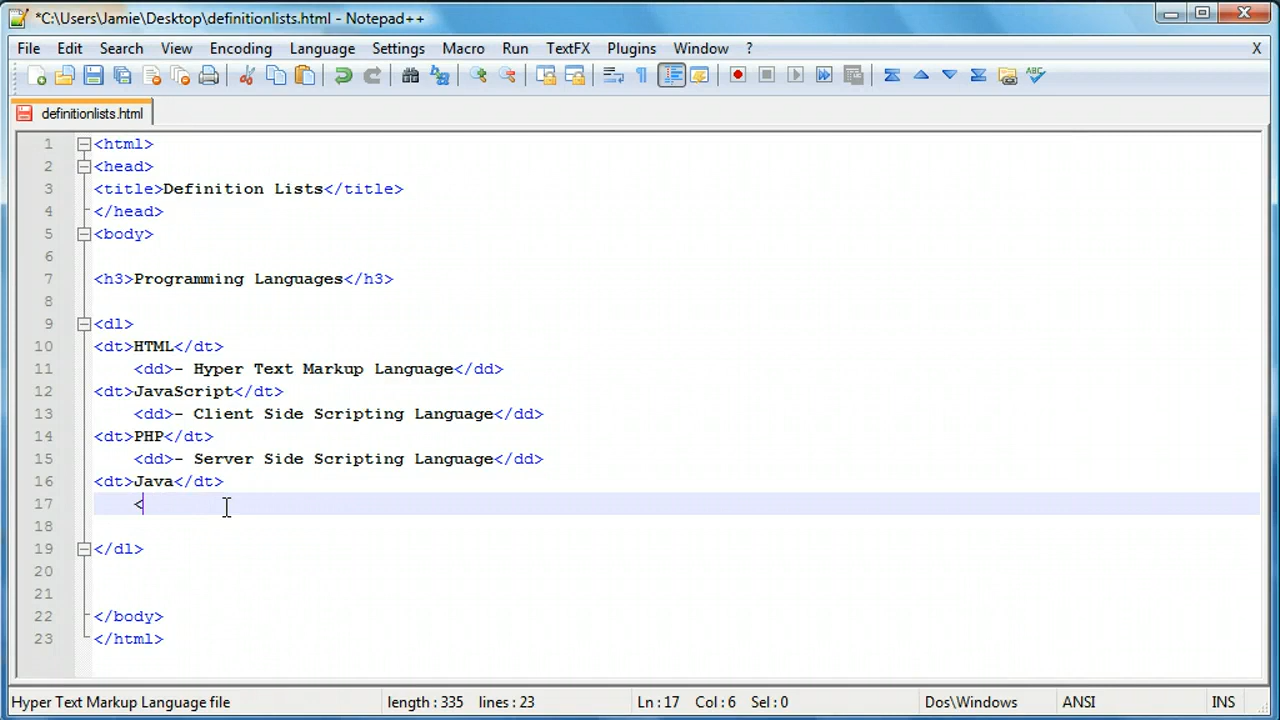 *C:\Users\Jamie\Desktop\definitionlists.html - Notepad++
File Edit Search View Encoding Language Settings Macro Run TextFX Plugins Window ? X
ABC
definitionlists.html
1 <html>
2 <head>
3 <title>Definition Lists</title>
4 </head>
5 <body>
6
7 <h3>Programming Languages</h3>
8
9 <dl>
10 <dt>HTML</dt>
11 <dd>- Hyper Text Markup Language</dd>
12 <dt>JavaScript</dt>
13 <dd>- Client Side Scripting Language</dd>
14 <dt>PHP</dt>
15 <dd>- Server Side Scripting Language</dd>
16 <dt>Java</dt>
17 <
18
19 </dl>
20
21
22 </body>
23 </html>
Hyper Text Markup Language file length : 335 lines : 23 Ln : 17 Col : 6 Sel : 0 Dos\Windows ANSI INS